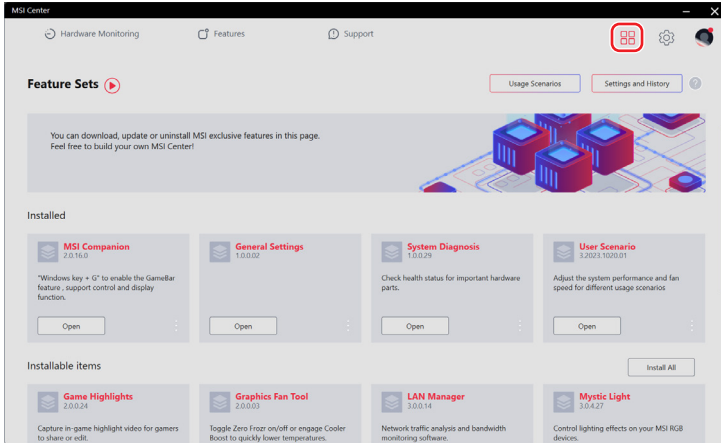 MSI Center
Hardware Monitoring
Features
Support
Feature Sets
Usage Scenarios
Settings and History
?
You can download, update or uninstall MSI exclusive features in this page.
Feel free to build your own MSI Center!
Installed
MSI Companion
2.0.16.0
"Windows key + G" to enable the GameBar
feature , support control and display
function.
Open
General Settings
1.0.0.02
Open
System Diagnosis
1.0.0.29
Check health status for important hardware
parts.
Open
User Scenario
3.2023.1020.01
Adjust the system performance and fan
speed for different usage scenarios
Open
Installable items
Install All
Game Highlights
2.0.0.24
Capture in-game highlight video for gamers
to share or edit.
Graphics Fan Tool
2.0.0.03
Toggle Zero Frozr on/off or engage Cooler
Boost to quickly lower temperatures.
LAN Manager
3.0.0.14
Network traffic analysis and bandwidth
monitoring software.
Mystic Light
3.0.4.27
Control lighting effects on your MSI RGB
devices.